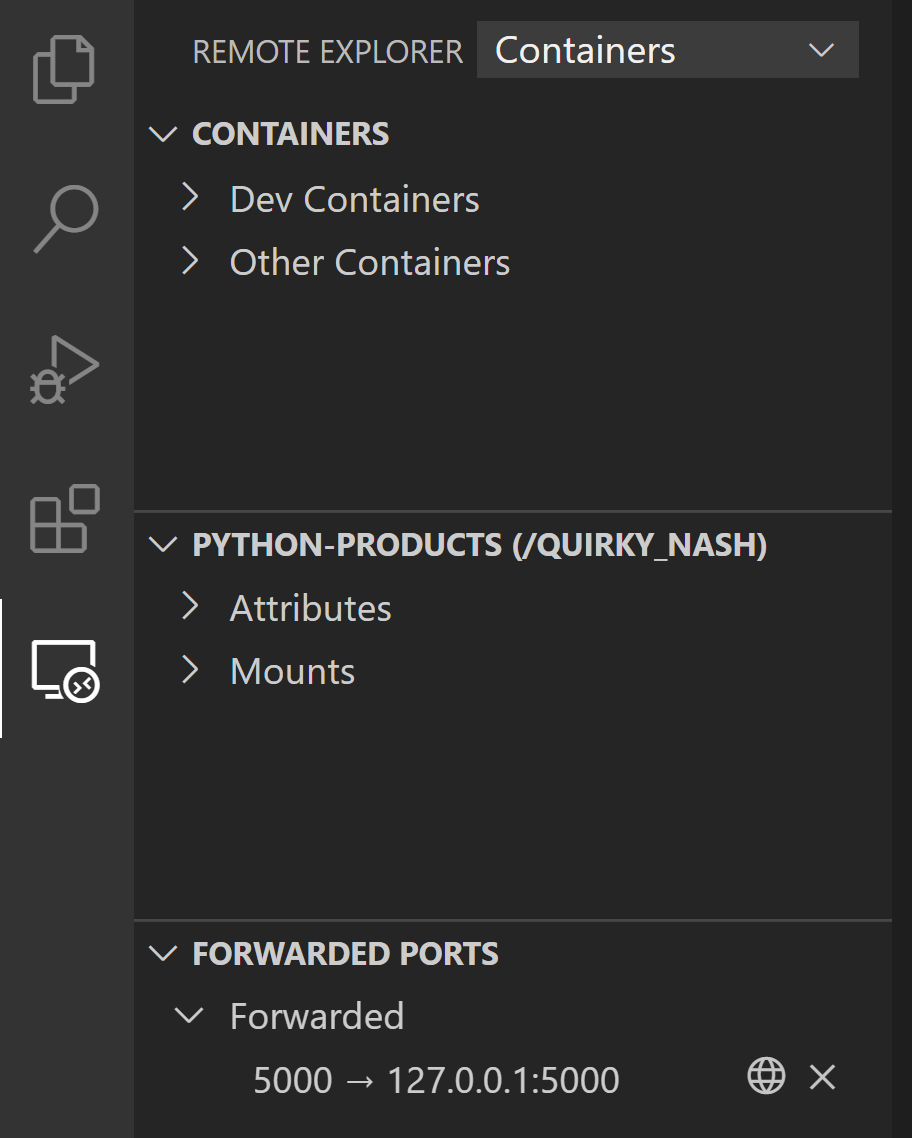 REMOTE EXPLORER Containers
CONTAINERS
Dev Containers
Other Containers
PYTHON-PRODUCTS (/QUIRKY_NASH)
Attributes
Mounts
FORWARDED PORTS
Forwarded
5000 → 127.0.0.1:5000